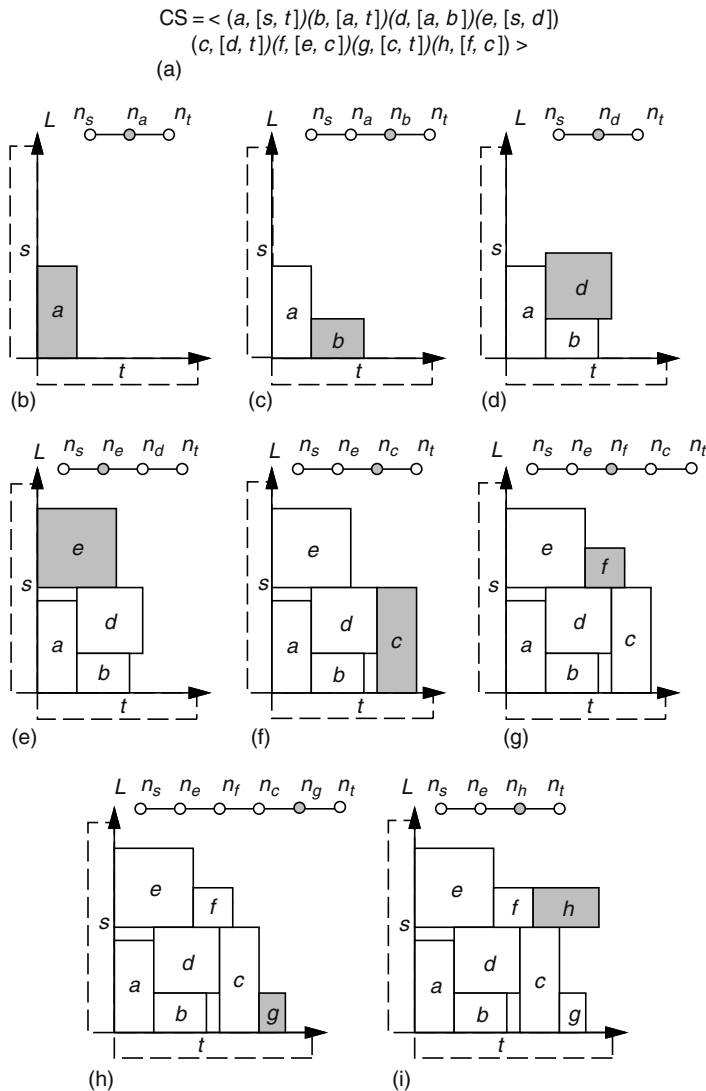 CS = < (a, [s, t])(b, [a, t])(d, [a, b])(e, [s, d])
(c, [d, t])(f, [e, c])(g, [c, t])(h, [f, c]) >
(a)
L n_s n_a n_t
s
a
t
(b)
L n_s n_a n_b n_t
s
a
b
t
(c)
L n_s n_d n_t
s
d
a
b
t
(d)
L n_s n_e n_d n_t
e
s
d
a
b
t
(e)
L n_s n_e n_c n_t
e
s
d
a
c
b
t
(f)
L n_s n_e n_f n_c n_t
e
f
s
d
a
c
b
t
(g)
L n_s n_e n_f n_c n_g n_t
e
f
s
d
a
c
b
g
t
(h)
L n_s n_e n_h n_t
e
f
h
s
d
a
c
b
g
t
(i)